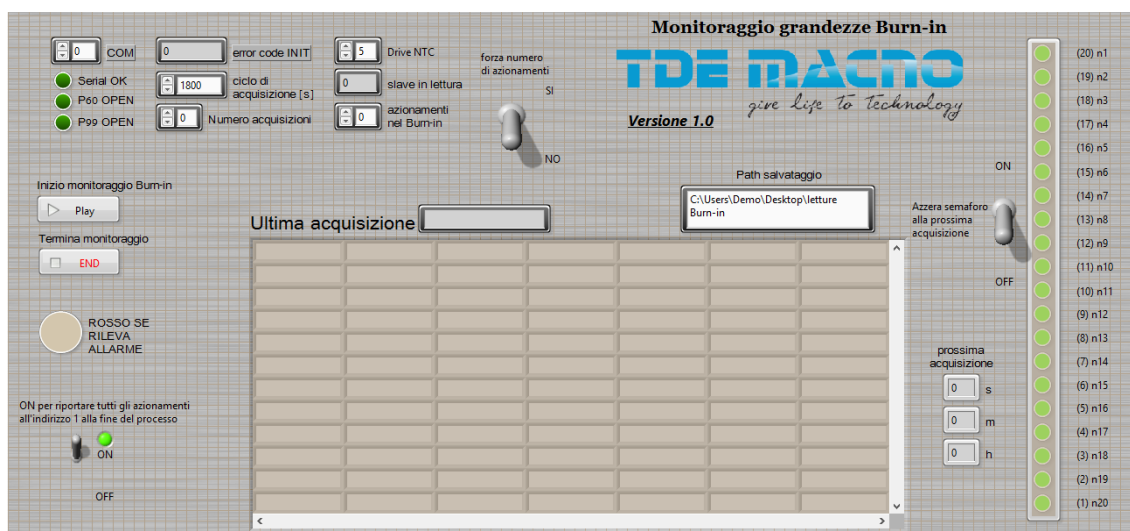 Monitoraggio grandezze Burn-in
TDE MACNO
give life to technology
Versione 1.0
0 COM
Serial OK
P60 OPEN
P99 OPEN
0 error code INIT
1800 ciclo di
acquisizione [s]
0 Numero acquisizioni
5 Drive NTC
0 slave in lettura
0 azionamenti
nel Burn-in
forza numero
di azionamenti
SI
NO
Inizio monitoraggio Burn-in
Play
Termina monitoraggio
END
ROSSO SE
RILEVA
ALLARME
ON per riportare tutti gli azionamenti
all'indirizzo 1 alla fine del processo
ON
OFF
Ultima acquisizione
Path salvataggio
C:\Users\Demo\Desktop\letture
Burn-in
ON
Azzera semaforo
alla prossima
acquisizione
OFF
prossima
acquisizione
0 s
0 m
0 h
(20) n1
(19) n2
(18) n3
(17) n4
(16) n5
(15) n6
(14) n7
(13) n8
(12) n9
(11) n10
(10) n11
(9) n12
(8) n13
(7) n14
(6) n15
(5) n16
(4) n17
(3) n18
(2) n19
(1) n20